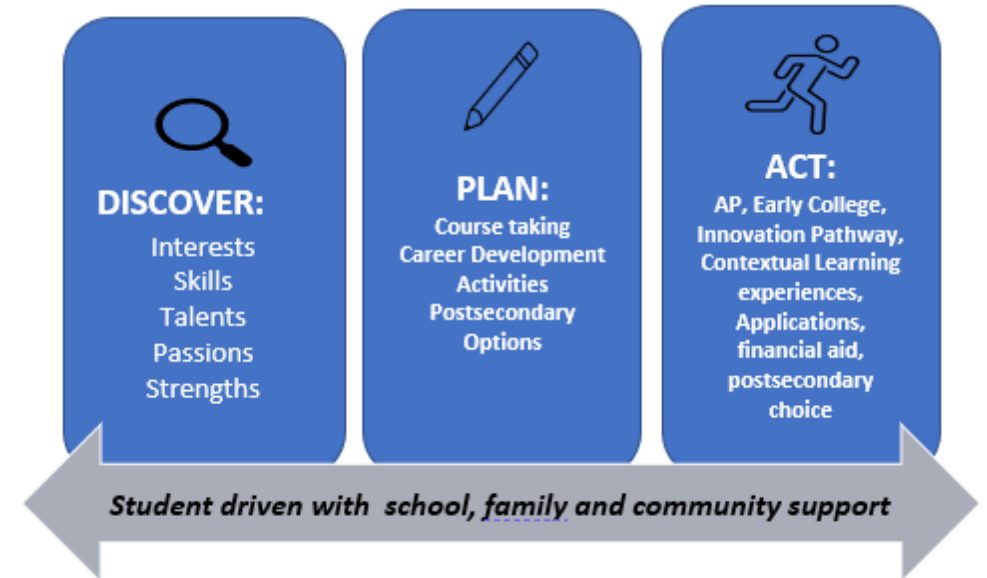 DISCOVER:
Interests
Skills
Talents
Passions
Strengths
PLAN:
Course taking
Career Development
Activities
Postsecondary
Options
ACT:
AP, Early College,
Innovation Pathway,
Contextual Learning
experiences,
Applications,
financial aid,
postsecondary
choice
Student driven with  school, family and community support